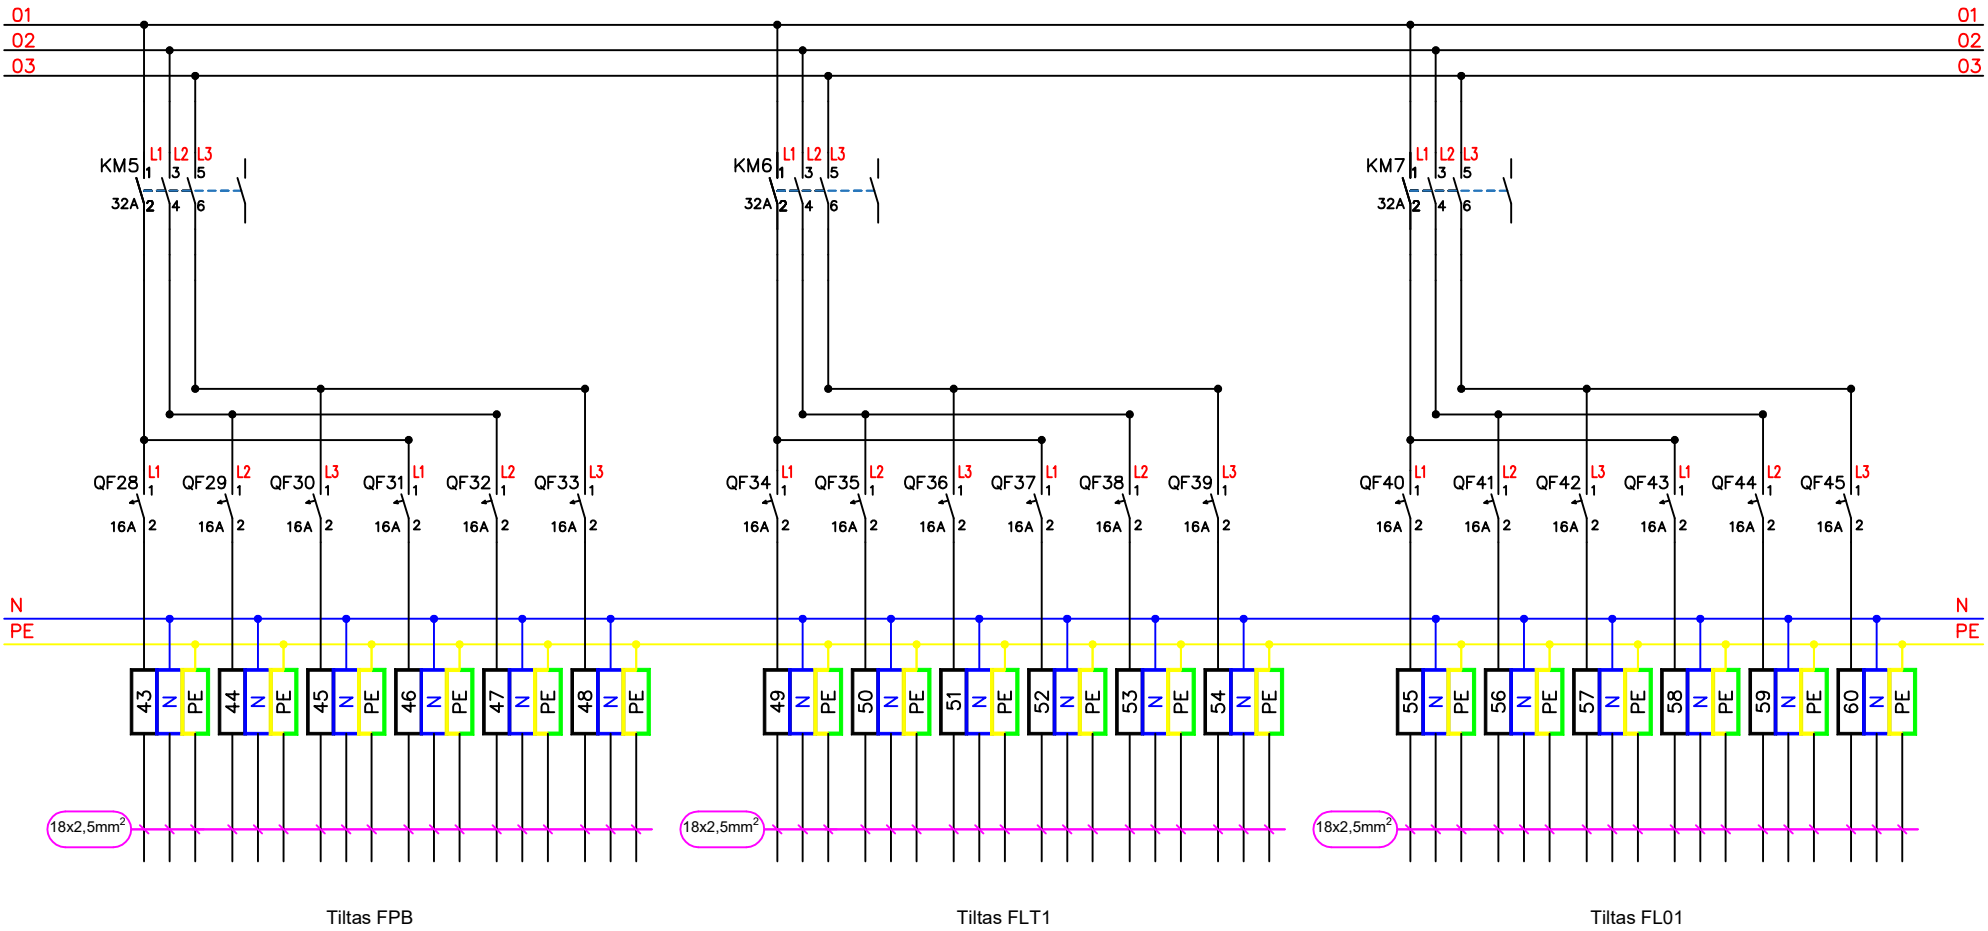 01 01
02 02
03 03
L1 L2 L3 L1 L2 L3 L1 L2 L3
KM5 1 3 5 KM6 1 3 5 KM7 1 3 5
32A 2 4 6 32A 2 4 6 32A 2 4 6
L1 L2 L3 L1 L2 L3 L1 L2 L3 L1 L2 L3 L1 L2 L3 L1 L2 L3
QF28 1 QF29 1 QF30 1 QF31 1 QF32 1 QF33 1 QF34 1 QF35 1 QF36 1 QF37 1 QF38 1 QF39 1 QF40 1 QF41 1 QF42 1 QF43 1 QF44 1 QF45 1
16A 2 16A 2 16A 2 16A 2 16A 2 16A 2 16A 2 16A 2 16A 2 16A 2 16A 2 16A 2 16A 2 16A 2 16A 2 16A 2 16A 2 16A 2
N N
PE PE
43 N PE 44 N PE 45 N PE 46 N PE 47 N PE 48 N PE 49 N PE 50 N PE 51 N PE 52 N PE 53 N PE 54 N PE 55 N PE 56 N PE 57 N PE 58 N PE 59 N PE 60 N PE
18x2,5mm² 18x2,5mm² 18x2,5mm²
Tiltas FPB Tiltas FLT1 Tiltas FL01